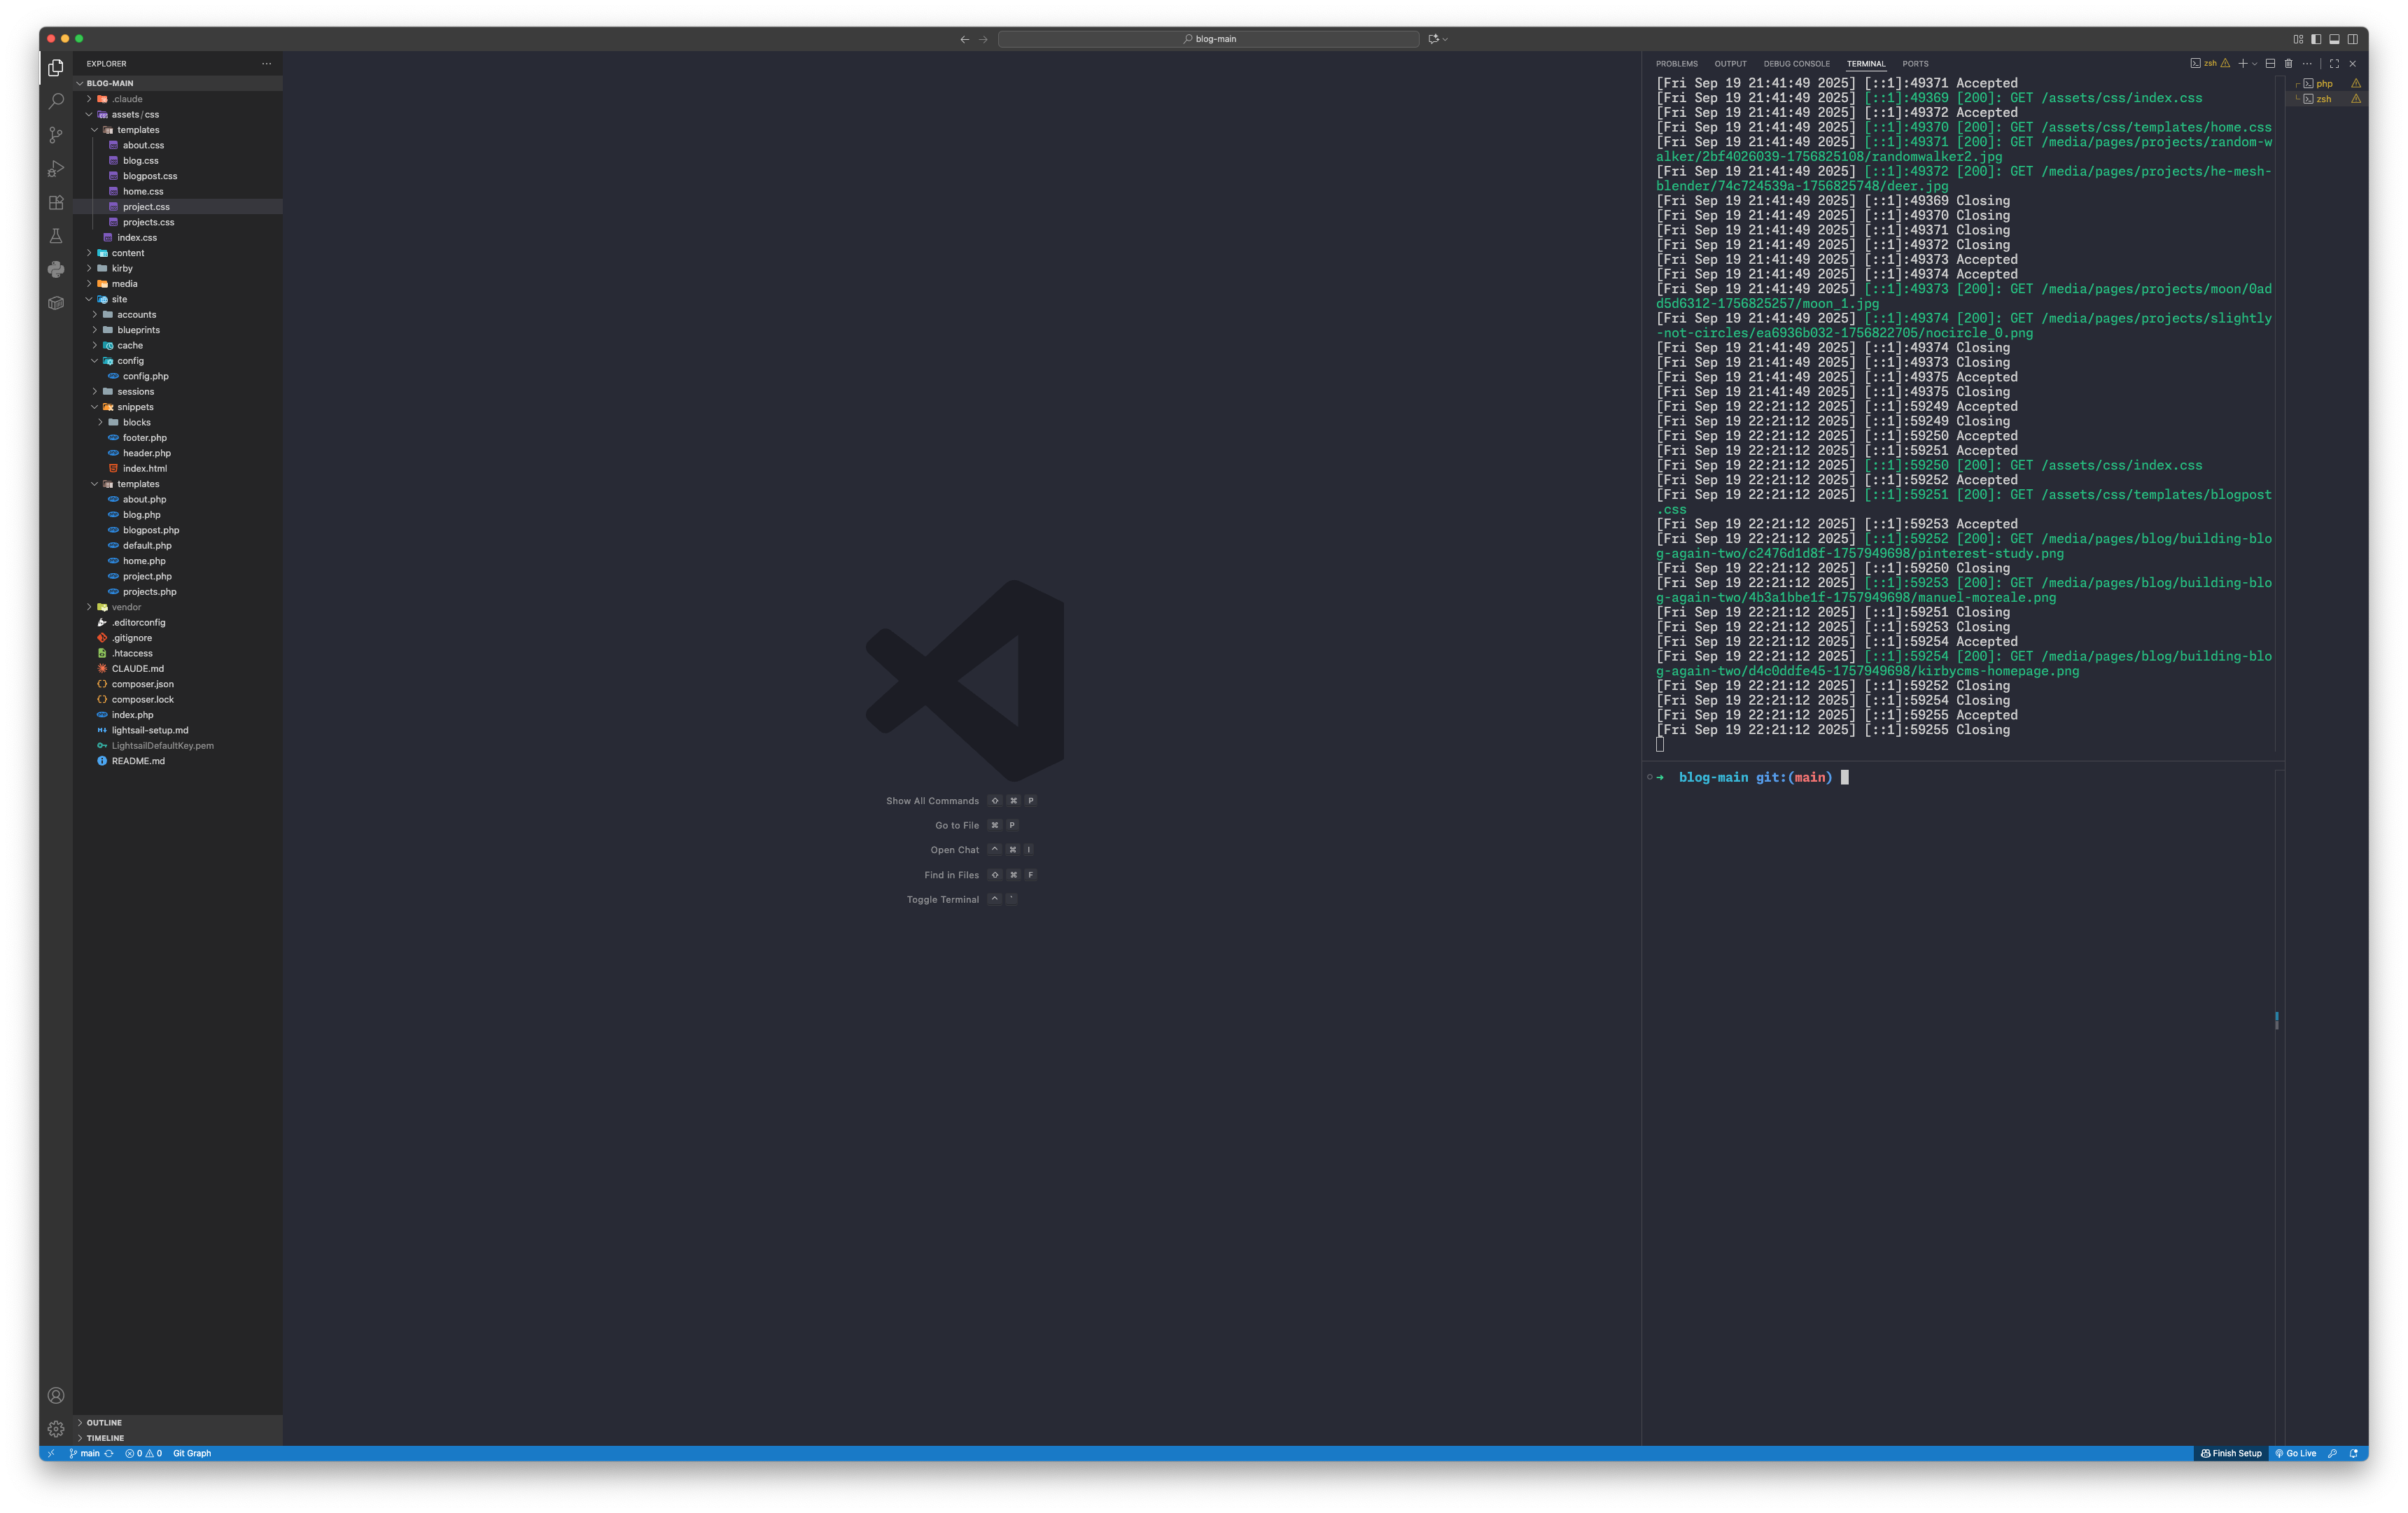 blog-main
EXPLORER
BLOG-MAIN
.claude
assets/css
templates
about.css
blog.css
blogpost.css
home.css
project.css
projects.css
index.css
content
kirby
media
site
accounts
blueprints
cache
config
config.php
sessions
snippets
blocks
footer.php
header.php
index.html
templates
about.php
blog.php
blogpost.php
default.php
home.php
project.php
projects.php
vendor
.editorconfig
.gitignore
.htaccess
CLAUDE.md
composer.json
composer.lock
index.php
lightsail-setup.md
LightsailDefaultKey.pem
README.md
OUTLINE
TIMELINE
Show All Commands ⇧ ⌘ P
Go to File ⌘ P
Open Chat ^ ⌘ I
Find in Files ⇧ ⌘ F
Toggle Terminal ^ `
PROBLEMS OUTPUT DEBUG CONSOLE TERMINAL PORTS
zsh
php
zsh
[Fri Sep 19 21:41:49 2025] [::1]:49371 Accepted
[Fri Sep 19 21:41:49 2025] [::1]:49369 [200]: GET /assets/css/index.css
[Fri Sep 19 21:41:49 2025] [::1]:49372 Accepted
[Fri Sep 19 21:41:49 2025] [::1]:49370 [200]: GET /assets/css/templates/home.css
[Fri Sep 19 21:41:49 2025] [::1]:49371 [200]: GET /media/pages/projects/random-w
alker/2bf4026039-1756825108/randomwalker2.jpg
[Fri Sep 19 21:41:49 2025] [::1]:49372 [200]: GET /media/pages/projects/he-mesh-
blender/74c724539a-1756825748/deer.jpg
[Fri Sep 19 21:41:49 2025] [::1]:49369 Closing
[Fri Sep 19 21:41:49 2025] [::1]:49370 Closing
[Fri Sep 19 21:41:49 2025] [::1]:49371 Closing
[Fri Sep 19 21:41:49 2025] [::1]:49372 Closing
[Fri Sep 19 21:41:49 2025] [::1]:49373 Accepted
[Fri Sep 19 21:41:49 2025] [::1]:49374 Accepted
[Fri Sep 19 21:41:49 2025] [::1]:49373 [200]: GET /media/pages/projects/moon/0ad
d5d6312-1756825257/moon_1.jpg
[Fri Sep 19 21:41:49 2025] [::1]:49374 [200]: GET /media/pages/projects/slightly
-not-circles/ea6936b032-1756822705/nocircle_0.png
[Fri Sep 19 21:41:49 2025] [::1]:49374 Closing
[Fri Sep 19 21:41:49 2025] [::1]:49373 Closing
[Fri Sep 19 21:41:49 2025] [::1]:49375 Accepted
[Fri Sep 19 21:41:49 2025] [::1]:49375 Closing
[Fri Sep 19 22:21:12 2025] [::1]:59249 Accepted
[Fri Sep 19 22:21:12 2025] [::1]:59249 Closing
[Fri Sep 19 22:21:12 2025] [::1]:59250 Accepted
[Fri Sep 19 22:21:12 2025] [::1]:59251 Accepted
[Fri Sep 19 22:21:12 2025] [::1]:59250 [200]: GET /assets/css/index.css
[Fri Sep 19 22:21:12 2025] [::1]:59252 Accepted
[Fri Sep 19 22:21:12 2025] [::1]:59251 [200]: GET /assets/css/templates/blogpost
.css
[Fri Sep 19 22:21:12 2025] [::1]:59253 Accepted
[Fri Sep 19 22:21:12 2025] [::1]:59252 [200]: GET /media/pages/blog/building-blo
g-again-two/c2476d1d8f-1757949698/pinterest-study.png
[Fri Sep 19 22:21:12 2025] [::1]:59250 Closing
[Fri Sep 19 22:21:12 2025] [::1]:59253 [200]: GET /media/pages/blog/building-blo
g-again-two/4b3a1bbe1f-1757949698/manuel-moreale.png
[Fri Sep 19 22:21:12 2025] [::1]:59251 Closing
[Fri Sep 19 22:21:12 2025] [::1]:59253 Closing
[Fri Sep 19 22:21:12 2025] [::1]:59254 Accepted
[Fri Sep 19 22:21:12 2025] [::1]:59254 [200]: GET /media/pages/blog/building-blo
g-again-two/d4c0ddfe45-1757949698/kirbycms-homepage.png
[Fri Sep 19 22:21:12 2025] [::1]:59252 Closing
[Fri Sep 19 22:21:12 2025] [::1]:59254 Closing
[Fri Sep 19 22:21:12 2025] [::1]:59255 Accepted
[Fri Sep 19 22:21:12 2025] [::1]:59255 Closing
➜ blog-main git:(main)
main 0 0 Git Graph Finish Setup Go Live